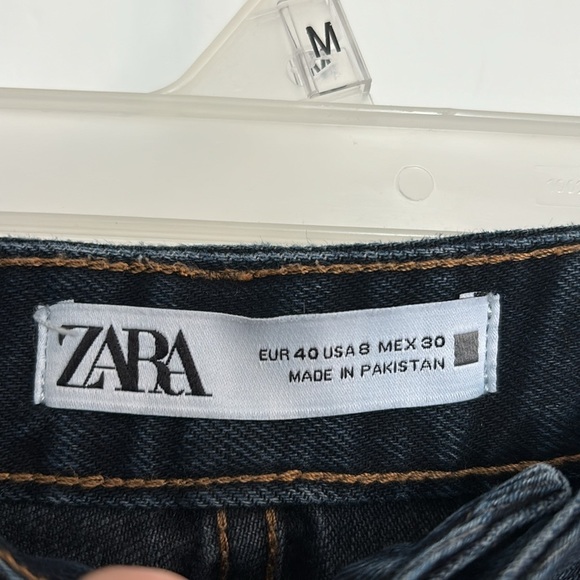 M
ZARA
EUR 40 USA 8 MEX 30
MADE IN PAKISTAN